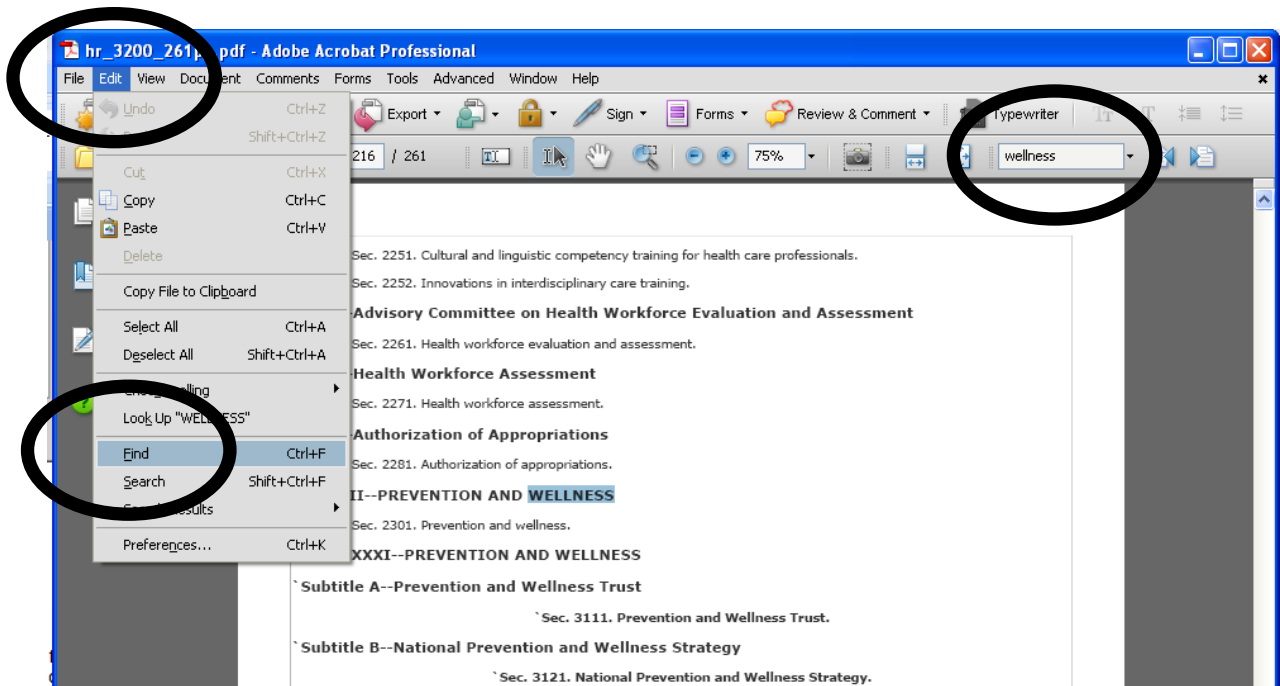 hr_3200_261p pdf - Adobe Acrobat Professional
File Edit View Document Comments Forms Tools Advanced Window Help
Undo Ctrl+Z
Shift+Ctrl+Z
Cut Ctrl+X
Copy Ctrl+C
Paste Ctrl+V
Delete
Copy File to Clipboard
Select All Ctrl+A
Deselect All Shift+Ctrl+A
Look Up "WELLNESS"
Find Ctrl+F
Search Shift+Ctrl+F
Search Results
Preferences... Ctrl+K
Export Sign Forms Review & Comment Typewriter
216 / 261 75% wellness
Sec. 2251. Cultural and linguistic competency training for health care professionals.
Sec. 2252. Innovations in interdisciplinary care training.
-Advisory Committee on Health Workforce Evaluation and Assessment
Sec. 2261. Health workforce evaluation and assessment.
-Health Workforce Assessment
Sec. 2271. Health workforce assessment.
-Authorization of Appropriations
Sec. 2281. Authorization of appropriations.
II--PREVENTION AND WELLNESS
Sec. 2301. Prevention and wellness.
XXXI--PREVENTION AND WELLNESS
`Subtitle A--Prevention and Wellness Trust
`Sec. 3111. Prevention and Wellness Trust.
`Subtitle B--National Prevention and Wellness Strategy
`Sec. 3121. National Prevention and Wellness Strategy.